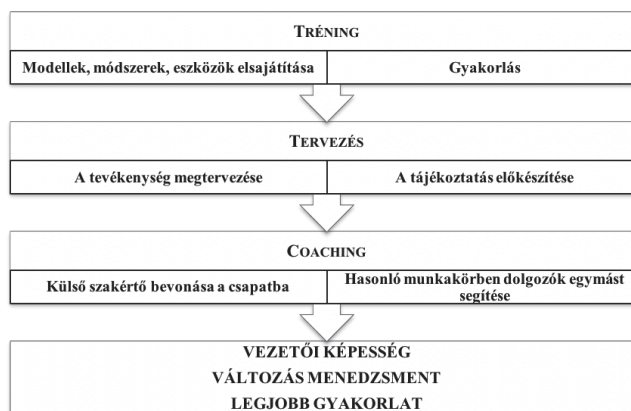 TRÉNING
Modellek, módszerek, eszközök elsajátítása
Gyakorlás
TERVEZÉS
A tevékenység megtervezése
A tájékoztatás előkészítése
COACHING
Külső szakértő bevonása a csapatba
Hasonló munkakörben dolgozók egymást
segítése
VEZETŐI KÉPESSÉG
VÁLTOZÁS MENEDZSMENT
LEGJOBB GYAKORLAT